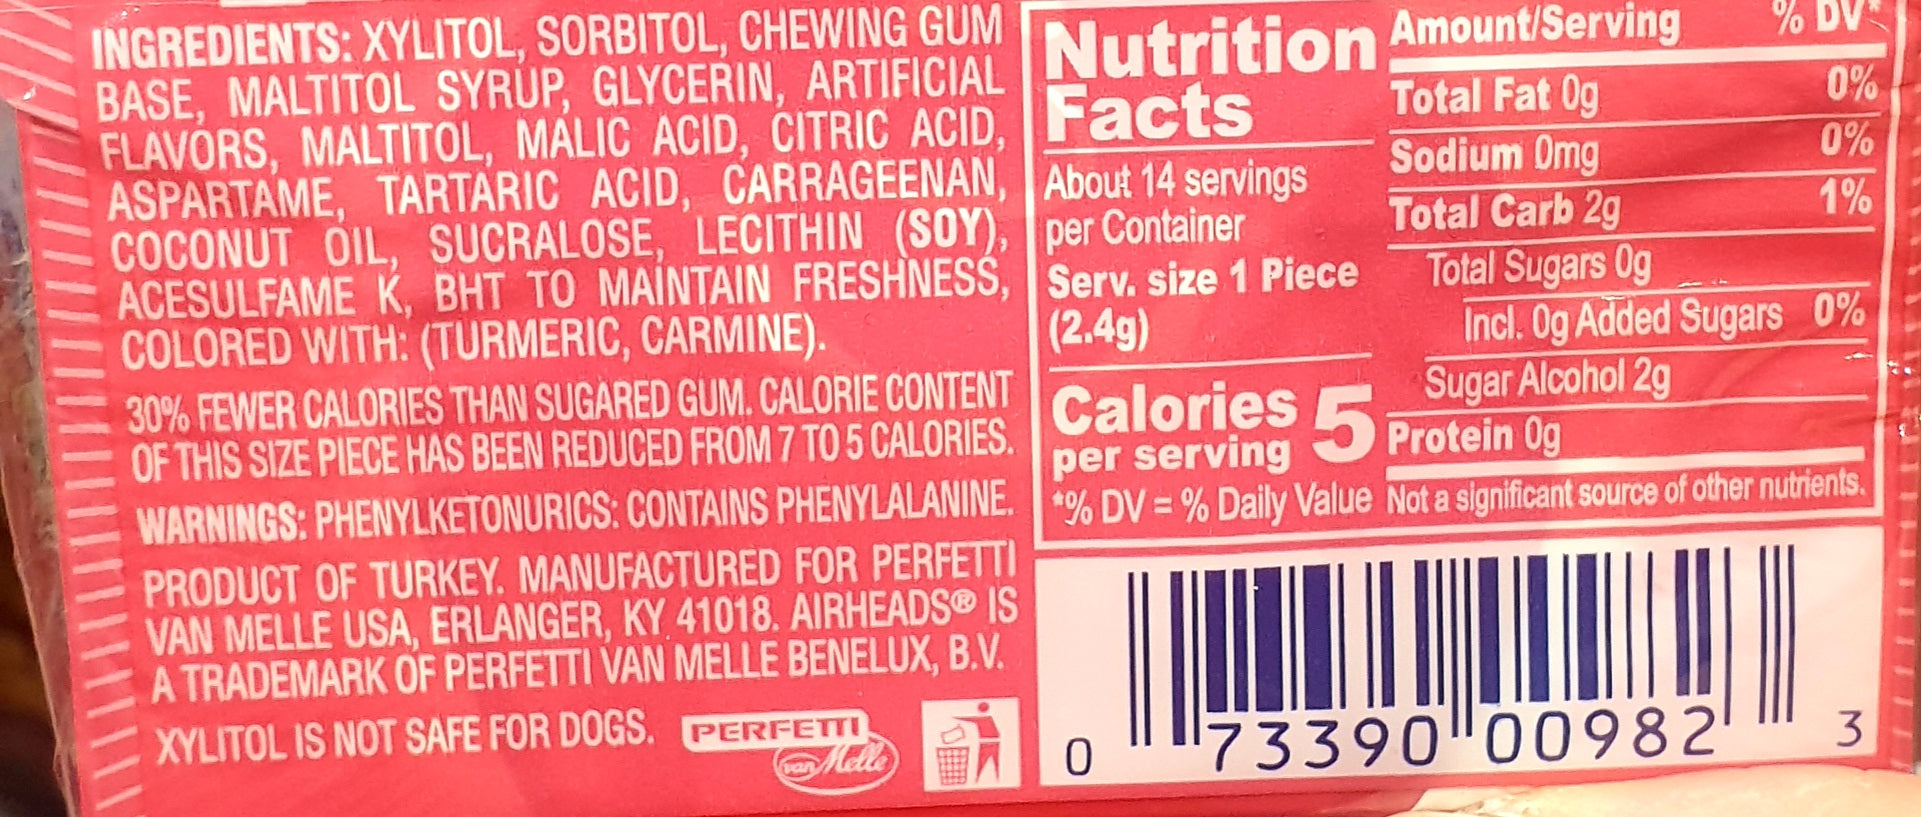 INGREDIENTS: XYLITOL, SORBITOL, CHEWING GUM
BASE, MALTITOL SYRUP, GLYCERIN, ARTIFICIAL
FLAVORS, MALTITOL, MALIC ACID, CITRIC ACID,
ASPARTAME, TARTARIC ACID, CARRAGEENAN,
COCONUT OIL, SUCRALOSE, LECITHIN (SOY),
ACESULFAME K, BHT TO MAINTAIN FRESHNESS,
COLORED WITH: (TURMERIC, CARMINE).
30% FEWER CALORIES THAN SUGARED GUM. CALORIE CONTENT
OF THIS SIZE PIECE HAS BEEN REDUCED FROM 7 TO 5 CALORIES.
WARNINGS: PHENYLKETONURICS: CONTAINS PHENYLALANINE.
PRODUCT OF TURKEY. MANUFACTURED FOR PERFETTI
VAN MELLE USA, ERLANGER, KY 41018. AIRHEADS® IS
A TRADEMARK OF PERFETTI VAN MELLE BENELUX, B.V.
XYLITOL IS NOT SAFE FOR DOGS.
PERFETTI
van Melle
Nutrition
Facts
About 14 servings
per Container
Serv. size 1 Piece
(2.4g)
Calories 5
per serving
Amount/Serving % DV*
Total Fat 0g 0%
Sodium 0mg 0%
Total Carb 2g 1%
Total Sugars 0g
Incl. 0g Added Sugars 0%
Sugar Alcohol 2g
Protein 0g
*% DV = % Daily Value Not a significant source of other nutrients.
0 73390 00982 3